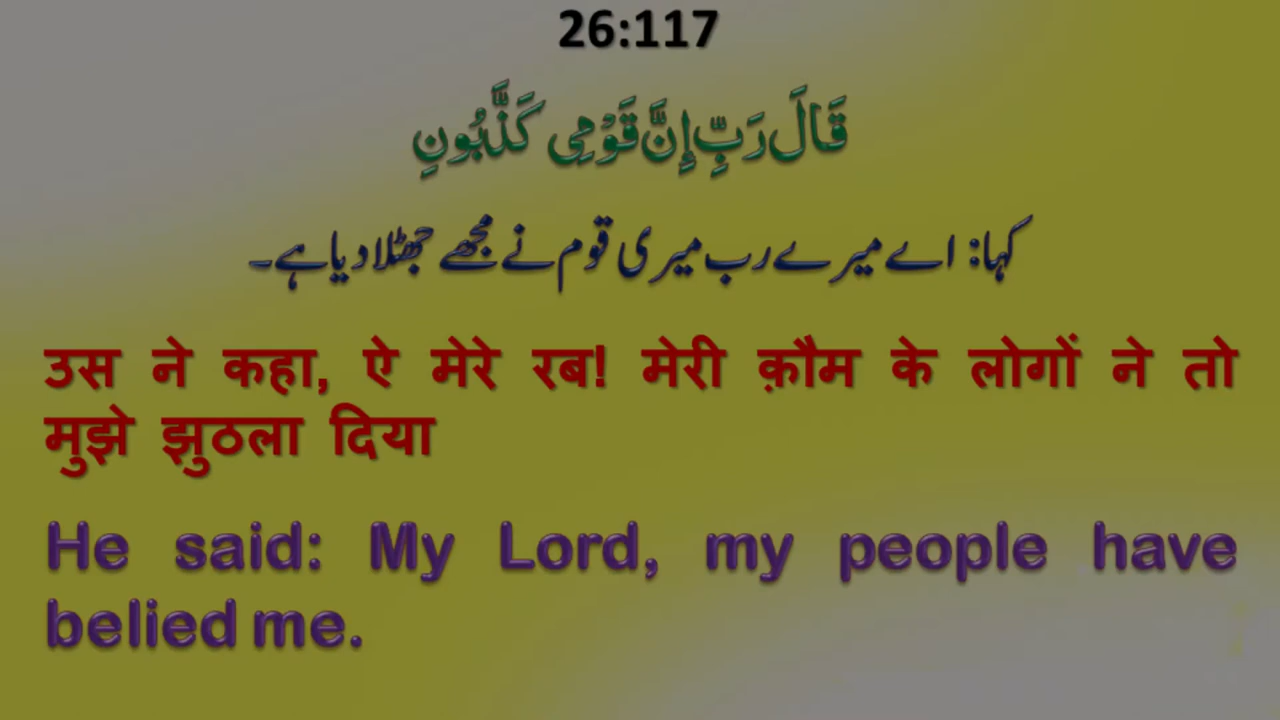 26:117
قَالَ رَبِّ إِنَّ قَوْمِی کَذَّبُونِ
کہا: اے میرے رب میری قوم نے مجھے جھٹلا دیا ہے۔
उस ने कहा, ऐ मेरे रब! मेरी क़ौम के लोगों ने तो
मुझे झुठला दिया
He said: My Lord, my people have
belied me.